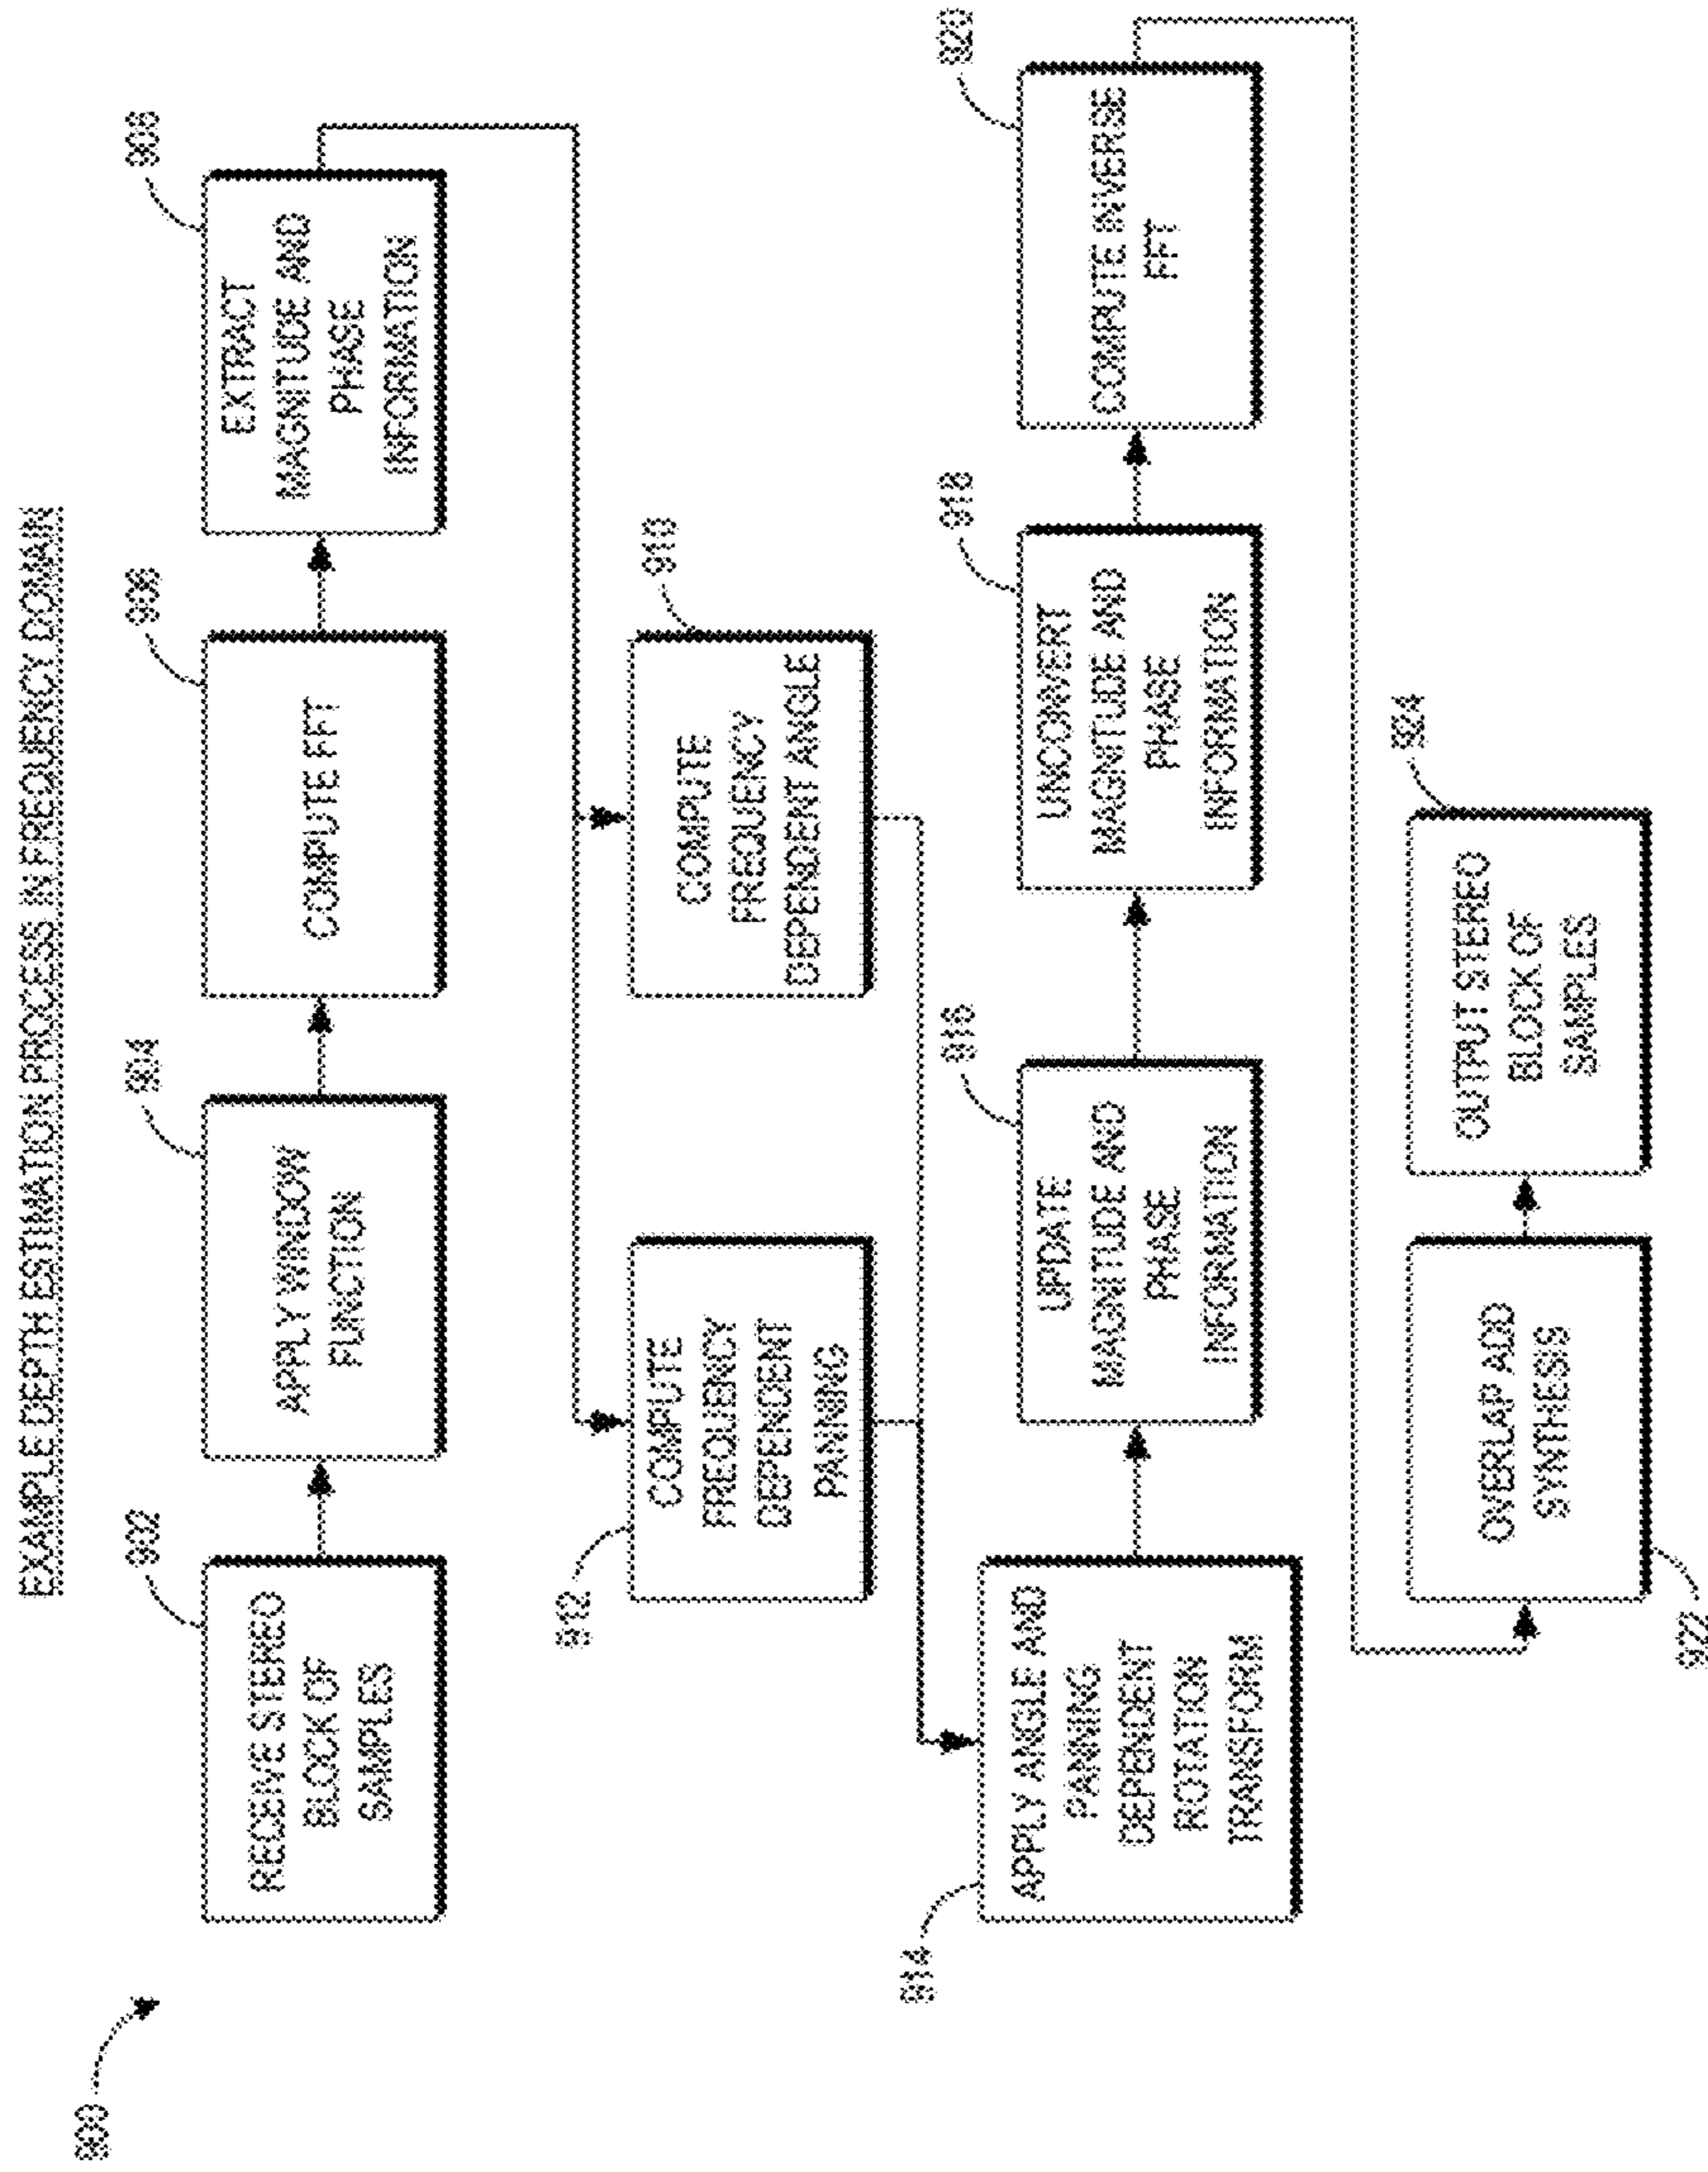 EXAMPLE DEPTH ESTIMATION PROCESS IN FREQUENCY DOMAIN
900
902
RECEIVE STEREO
BLOCK OF
SAMPLES
904
APPLY WINDOW
FUNCTION
906
COMPUTE FFT
908
EXTRACT
MAGNITUDE AND
PHASE
INFORMATION
912
COMPUTE
FREQUENCY
DEPENDENT
PANNING
910
COMPUTE
FREQUENCY
DEPENDENT ANGLE
914
APPLY ANGLE AND
PANNING
DEPENDENT
ROTATION
TRANSFORM
916
UPDATE
MAGNITUDE AND
PHASE
INFORMATION
918
UNCONVERT
MAGNITUDE AND
PHASE
INFORMATION
920
COMPUTE INVERSE
FFT
922
OVERLAP ADD
SYNTHESIS
924
OUTPUT STEREO
BLOCK OF
SAMPLES